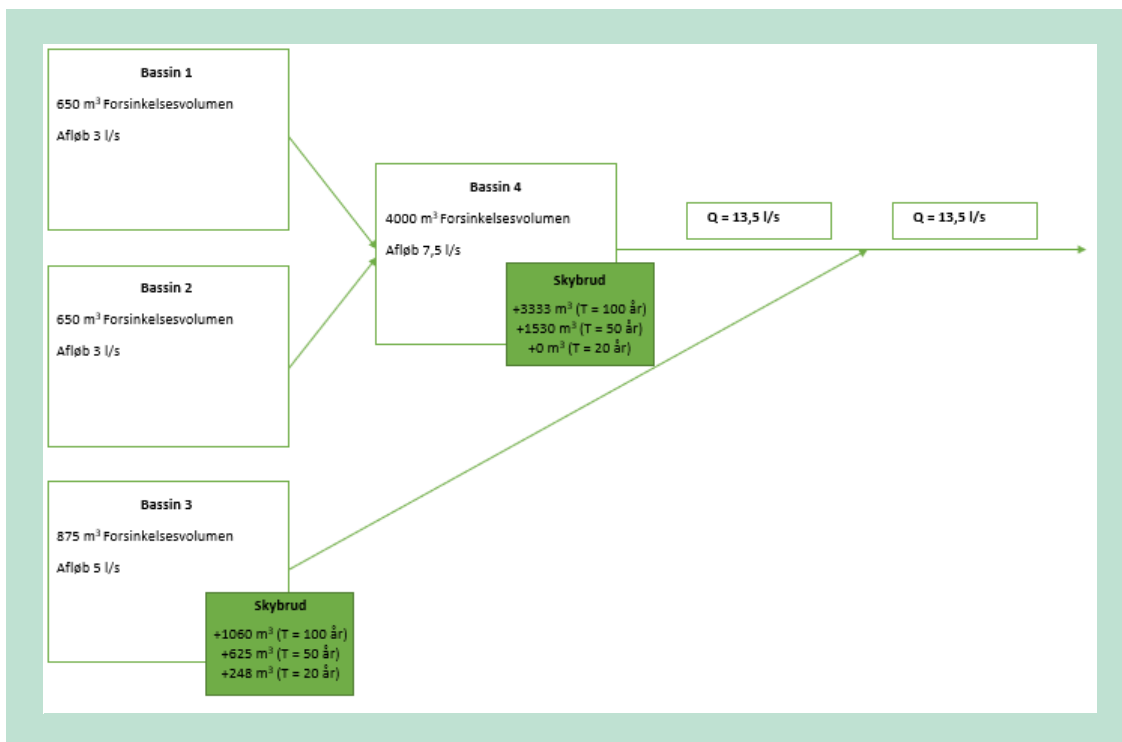 Bassin 1
650 m³ Forsinkelsesvolumen
Afløb 3 l/s
Bassin 2
650 m³ Forsinkelsesvolumen
Afløb 3 l/s
Bassin 3
875 m³ Forsinkelsesvolumen
Afløb 5 l/s
Skybrud
+1060 m³ (T = 100 år)
+625 m³ (T = 50 år)
+248 m³ (T = 20 år)
Bassin 4
4000 m³ Forsinkelsesvolumen
Afløb 7,5 l/s
Skybrud
+3333 m³ (T = 100 år)
+1530 m³ (T = 50 år)
+0 m³ (T = 20 år)
Q = 13,5 l/s
Q = 13,5 l/s